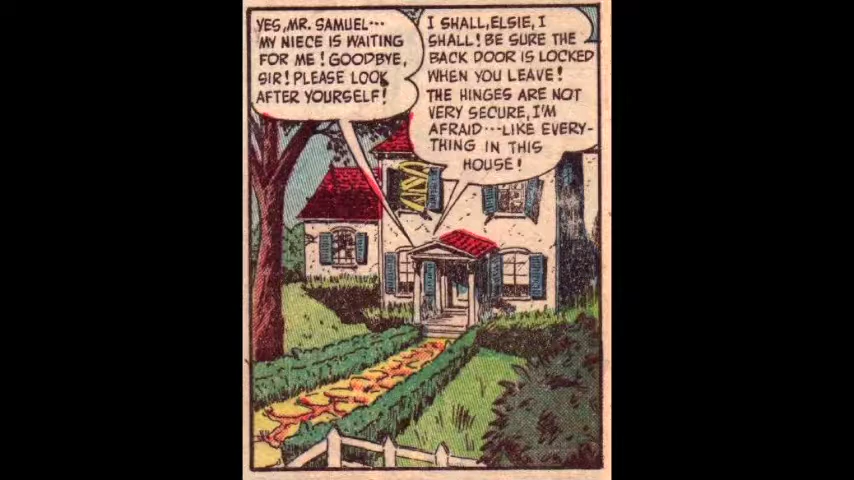 YES, MR. SAMUEL---
MY NIECE IS WAITING
FOR ME! GOODBYE,
SIR! PLEASE LOOK
AFTER YOURSELF!
I SHALL, ELSIE, I
SHALL! BE SURE THE
BACK DOOR IS LOCKED
WHEN YOU LEAVE!
THE HINGES ARE NOT
VERY SECURE, I'M
AFRAID---LIKE EVERY-
THING IN THIS
HOUSE!